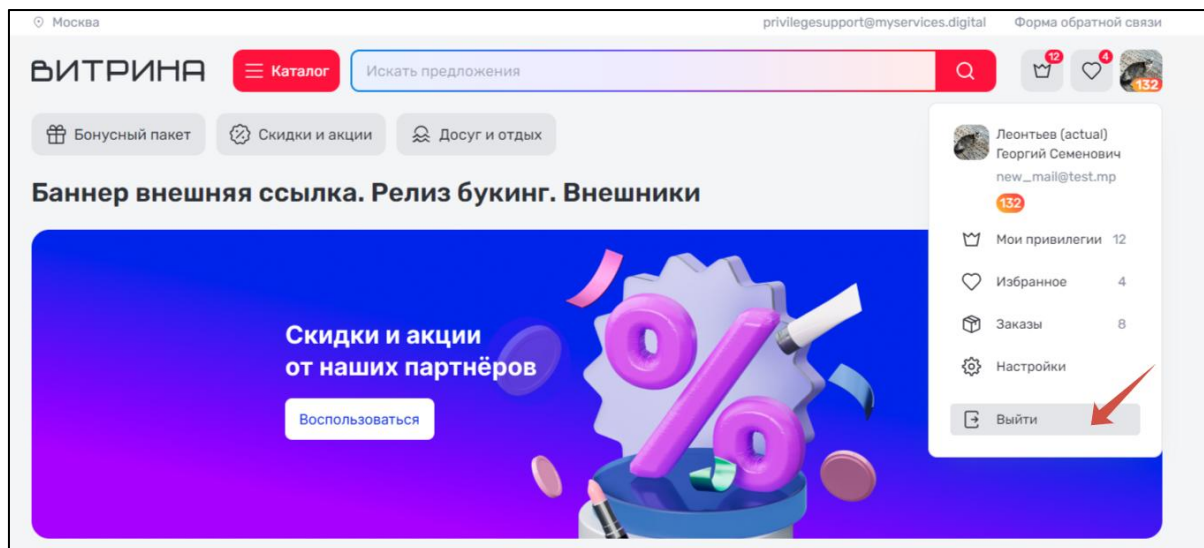 Москва
privilegesupport@myservices.digital
Форма обратной связи
ВИТРИНА
Каталог
Искать предложения
12
4
132
Бонусный пакет
Скидки и акции
Досуг и отдых
Баннер внешняя ссылка. Релиз букинг. Внешники
Скидки и акции
от наших партнёров
Воспользоваться
Леонтьев (actual)
Георгий Семенович
new_mail@test.mp
132
Мои привилегии 12
Избранное 4
Заказы 8
Настройки
Выйти